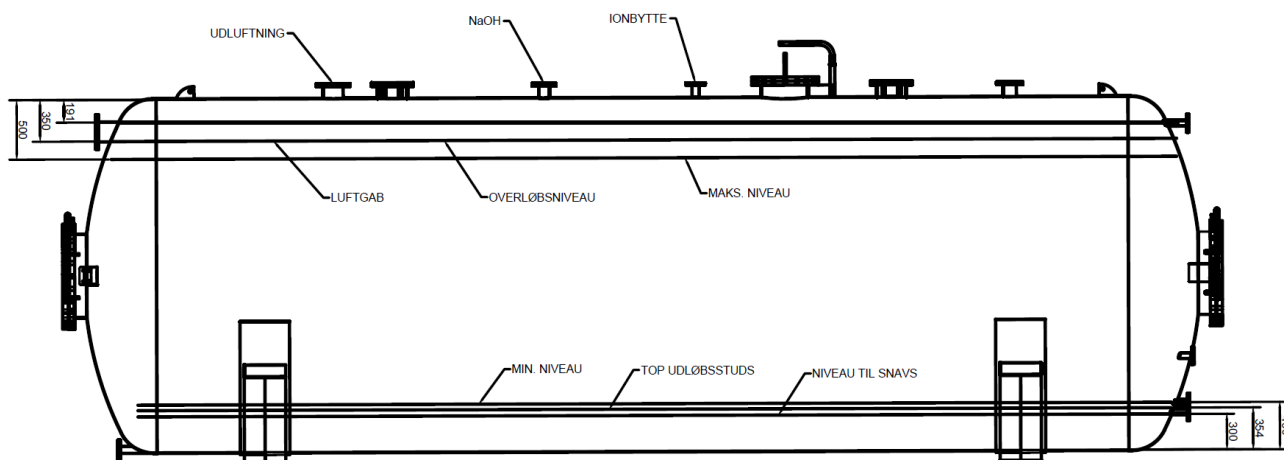 UDLUFTNING
NaOH
IONBYTTE
191
350
500
LUFTGAB
OVERLØBSNIVEAU
MAKS. NIVEAU
MIN. NIVEAU
TOP UDLØBSSTUDS
NIVEAU TIL SNAVS
300
354